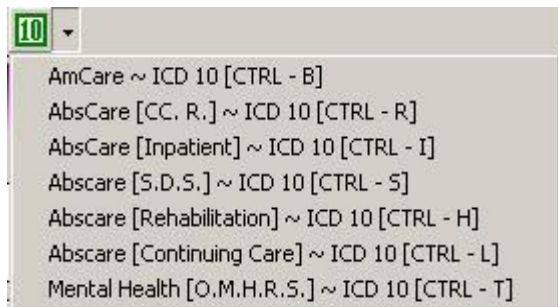 10
AmCare ~ ICD 10 [CTRL - B]
AbsCare [CC. R.] ~ ICD 10 [CTRL - R]
AbsCare [Inpatient] ~ ICD 10 [CTRL - I]
Abscare [S.D.S.] ~ ICD 10 [CTRL - S]
Abscare [Rehabilitation] ~ ICD 10 [CTRL - H]
Abscare [Continuing Care] ~ ICD 10 [CTRL - L]
Mental Health [O.M.H.R.S.] ~ ICD 10 [CTRL - T]